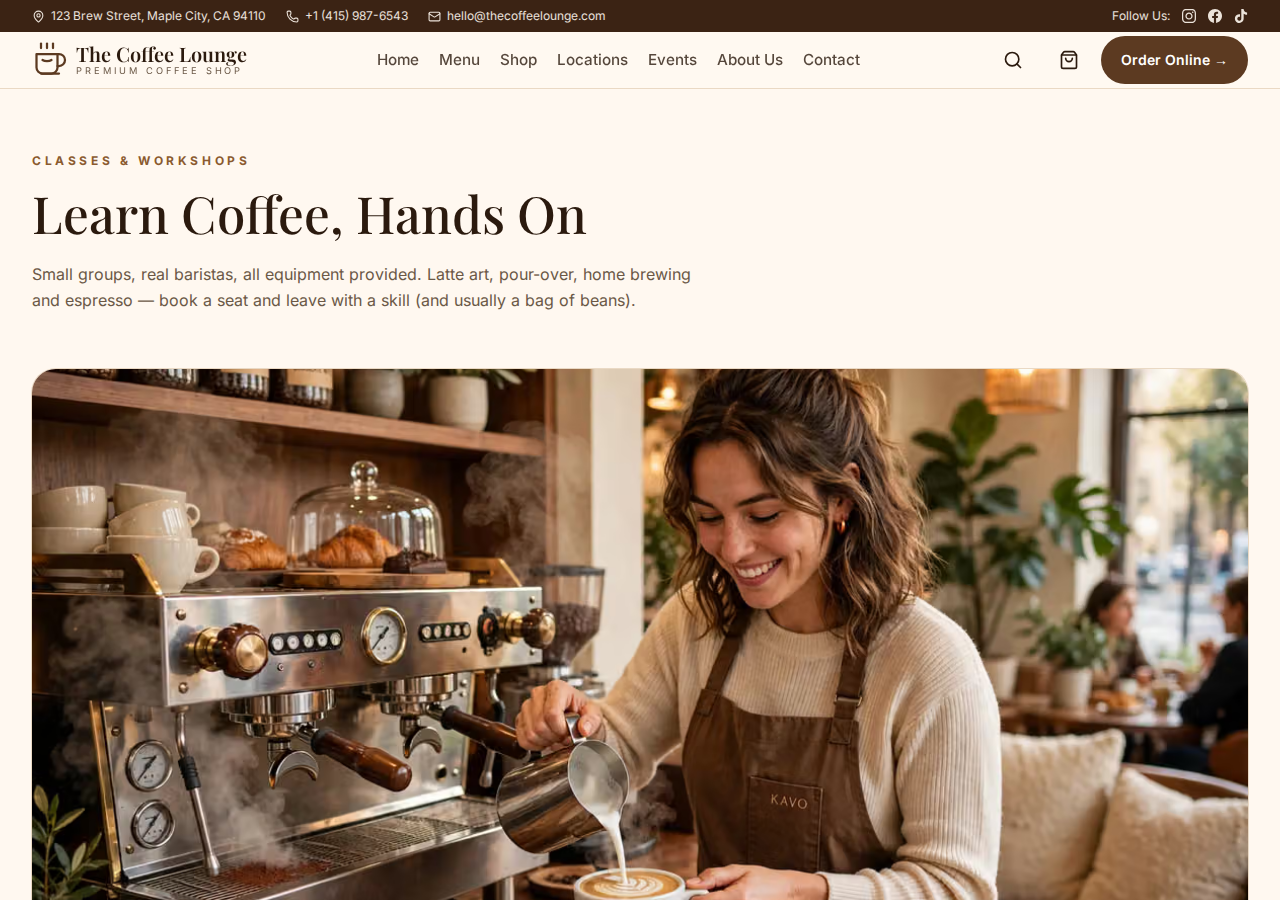 123 Brew Street, Maple City, CA 94110
+1 (415) 987-6543
hello@thecoffeelounge.com
Follow Us:
The Coffee Lounge
PREMIUM COFFEE SHOP
Home
Menu
Shop
Locations
Events
About Us
Contact
Order Online →
CLASSES & WORKSHOPS
Learn Coffee, Hands On
Small groups, real baristas, all equipment provided. Latte art, pour-over, home brewing
and espresso — book a seat and leave with a skill (and usually a bag of beans).
KAVO